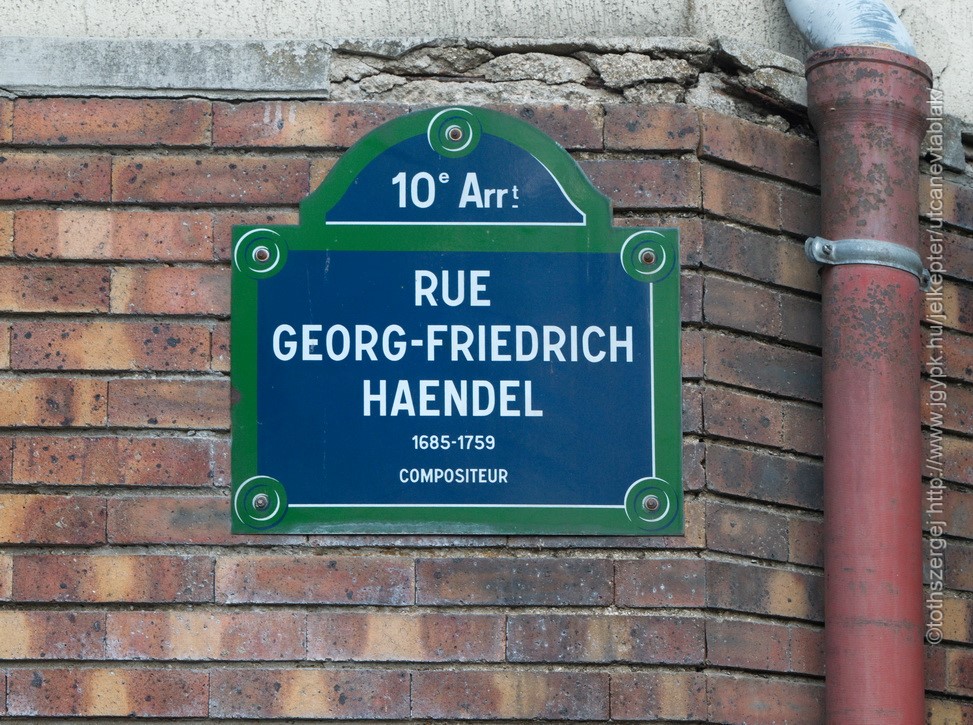 10e Arrt
RUE
GEORG-FRIEDRICH
HAENDEL
1685-1759
COMPOSITEUR
©tothszergej http://www.jgypk.hu/jelkepter/utcanevtablak/